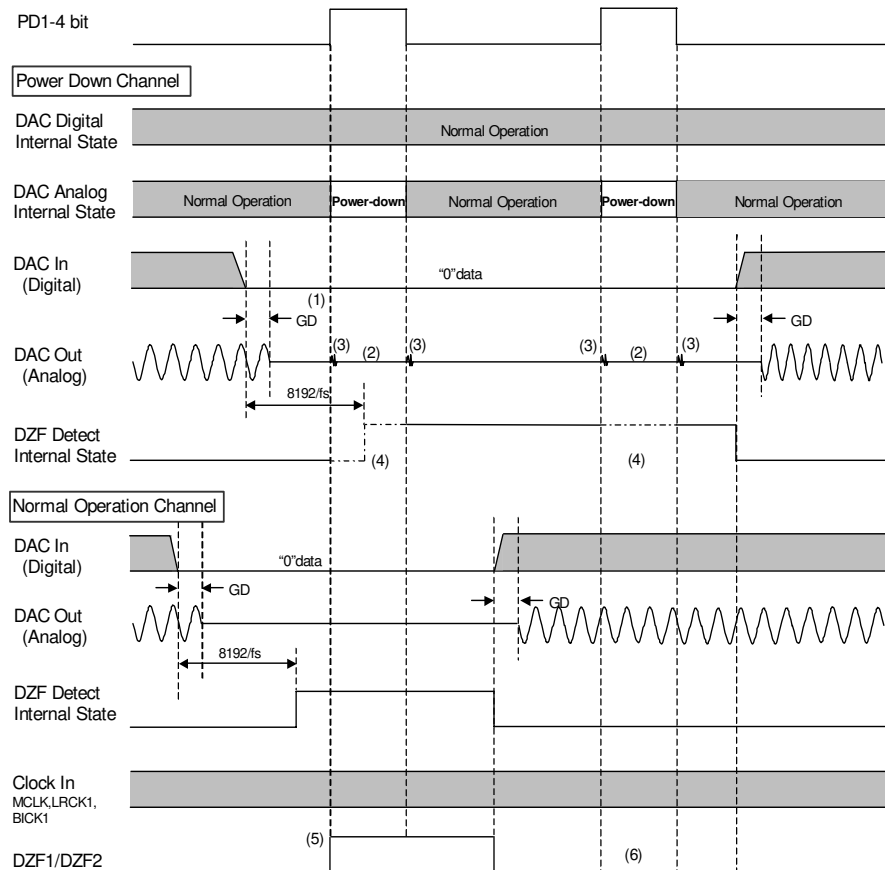 PD1-4 bit
Power Down Channel
DAC Digital
Internal State
Normal Operation
DAC Analog
Internal State
Normal Operation
Power-down
Normal Operation
Power-down
Normal Operation
DAC In
(Digital)
“0”data
(1)
GD
GD
DAC Out
(Analog)
(3)
(2)
(3)
(3)
(2)
(3)
8192/fs
DZF Detect
Internal State
(4)
(4)
Normal Operation Channel
DAC In
(Digital)
“0”data
GD
GD
DAC Out
(Analog)
8192/fs
DZF Detect
Internal State
Clock In
MCLK,LRCK1,
BICK1
(5)
(6)
DZF1/DZF2